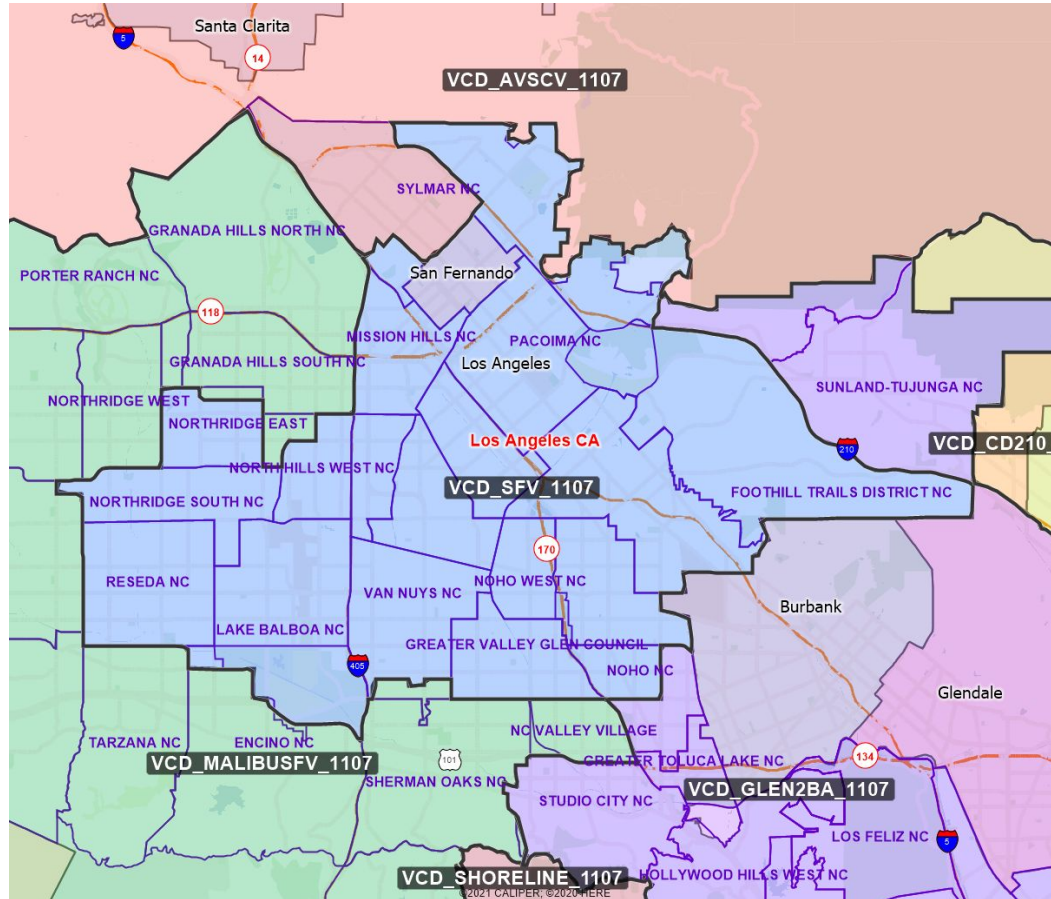 Santa Clarita
5
14
VCD_AVSCV_1107
SYLMAR NC
GRANADA HILLS NORTH NC
San Fernando
PORTER RANCH NC
118
MISSION HILLS NC
PACOIMA NC
GRANADA HILLS SOUTH NC
Los Angeles
SUNLAND-TUJUNGA NC
NORTHRIDGE WEST
NORTHRIDGE EAST
Los Angeles CA
VCD_CD210_
210
NORTH HILLS WEST NC
VCD_SFV_1107
FOOTHILL TRAILS DISTRICT NC
NORTHRIDGE SOUTH NC
170
RESEDA NC
NOHO WEST NC
VAN NUYS NC
Burbank
LAKE BALBOA NC
GREATER VALLEY GLEN COUNCIL
405
NOHO NC
Glendale
NC VALLEY VILLAGE
TARZANA NC
ENCINO NC
VCD_MALIBUSFV_1107
101
GREATER TOLUCA LAKE NC
134
SHERMAN OAKS NC
VCD_GLEN2BA_1107
STUDIO CITY NC
LOS FELIZ NC
5
VCD_SHORELINE_1107
HOLLYWOOD HILLS WEST NC
©2021 CALIPER; ©2020 HERE